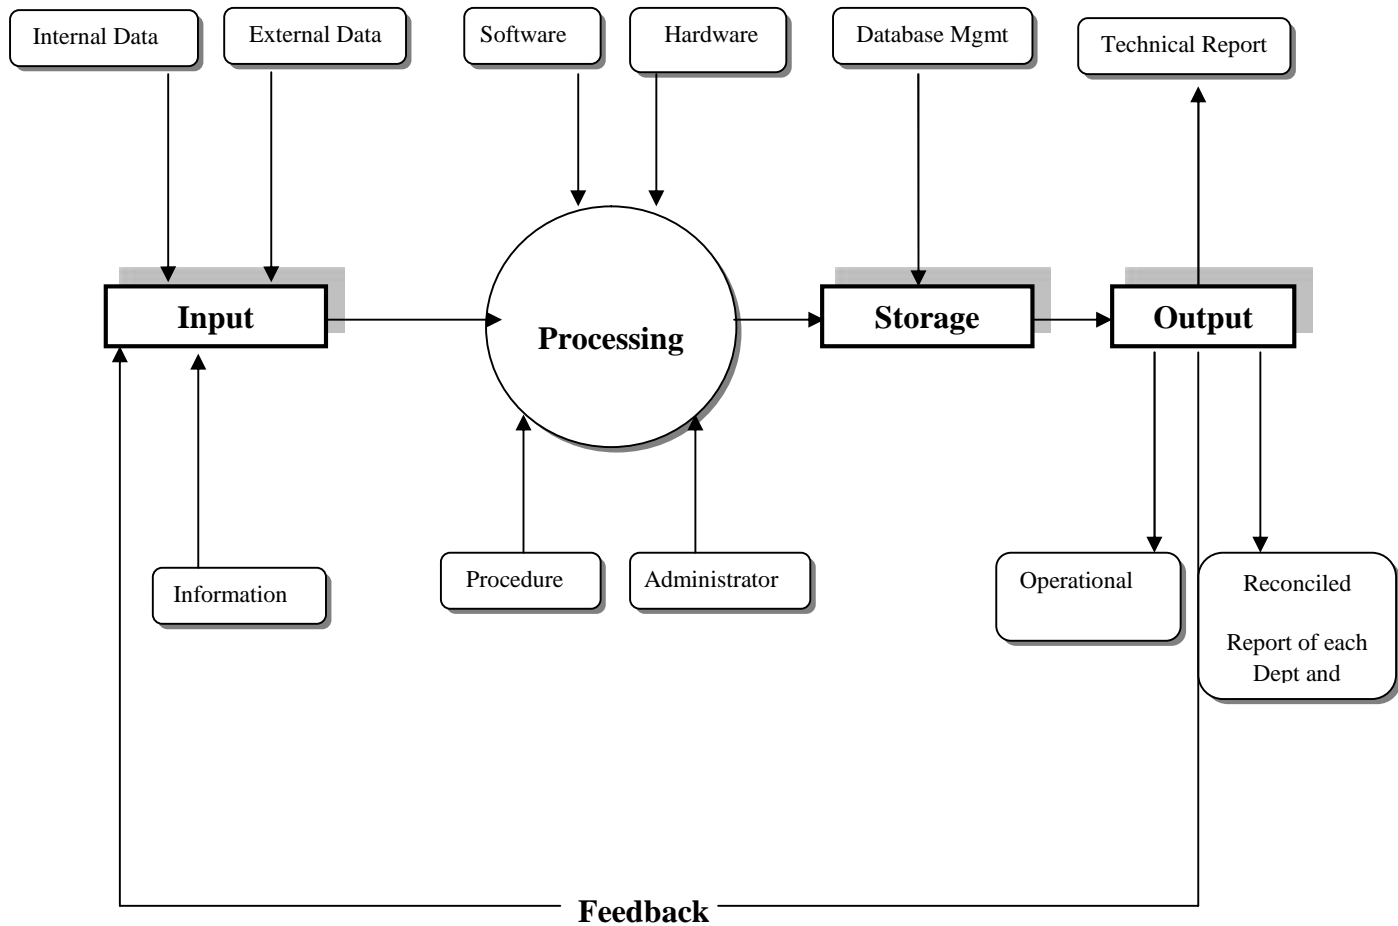 Internal Data
External Data
Software
Hardware
Database Mgmt
Technical Report
Input
Processing
Storage
Output
Information
Procedure
Administrator
Operational
Reconciled
Report of each
Dept and
Feedback